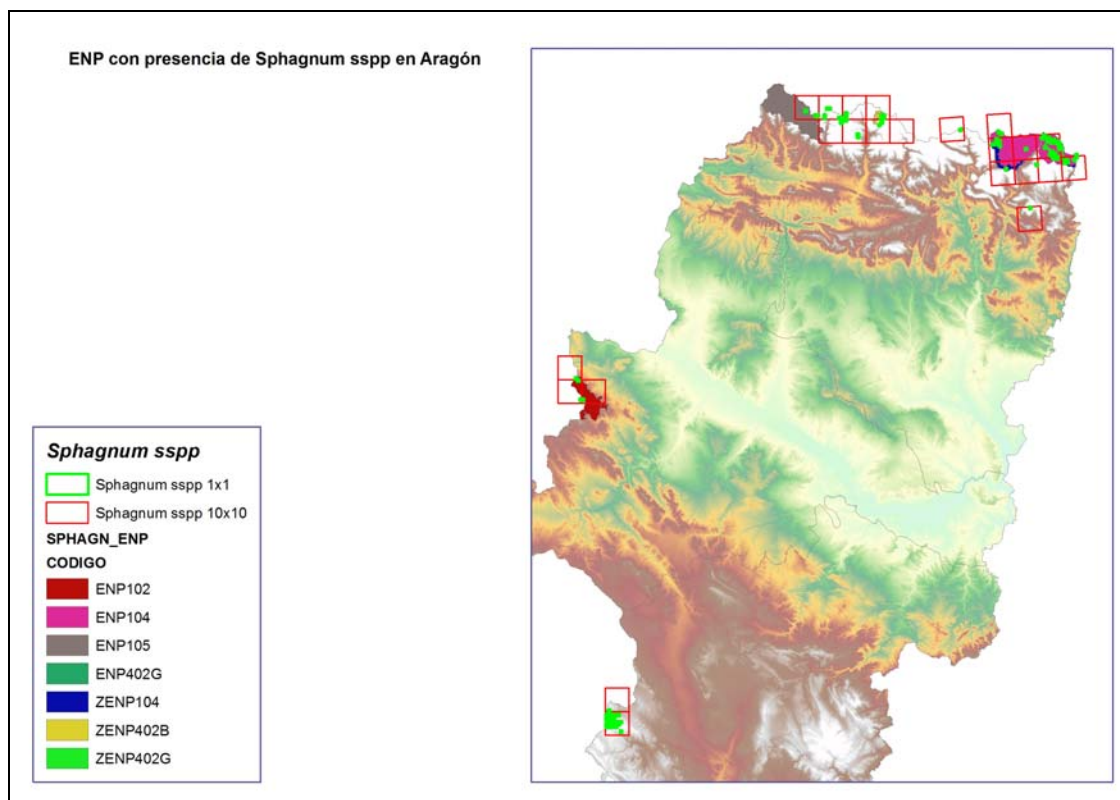 ENP con presencia de Sphagnum sspp en Aragón
Sphagnum sspp
Sphagnum sspp 1x1
Sphagnum sspp 10x10
SPHAGN_ENP
CODIGO
ENP102
ENP104
ENP105
ENP402G
ZENP104
ZENP402B
ZENP402G